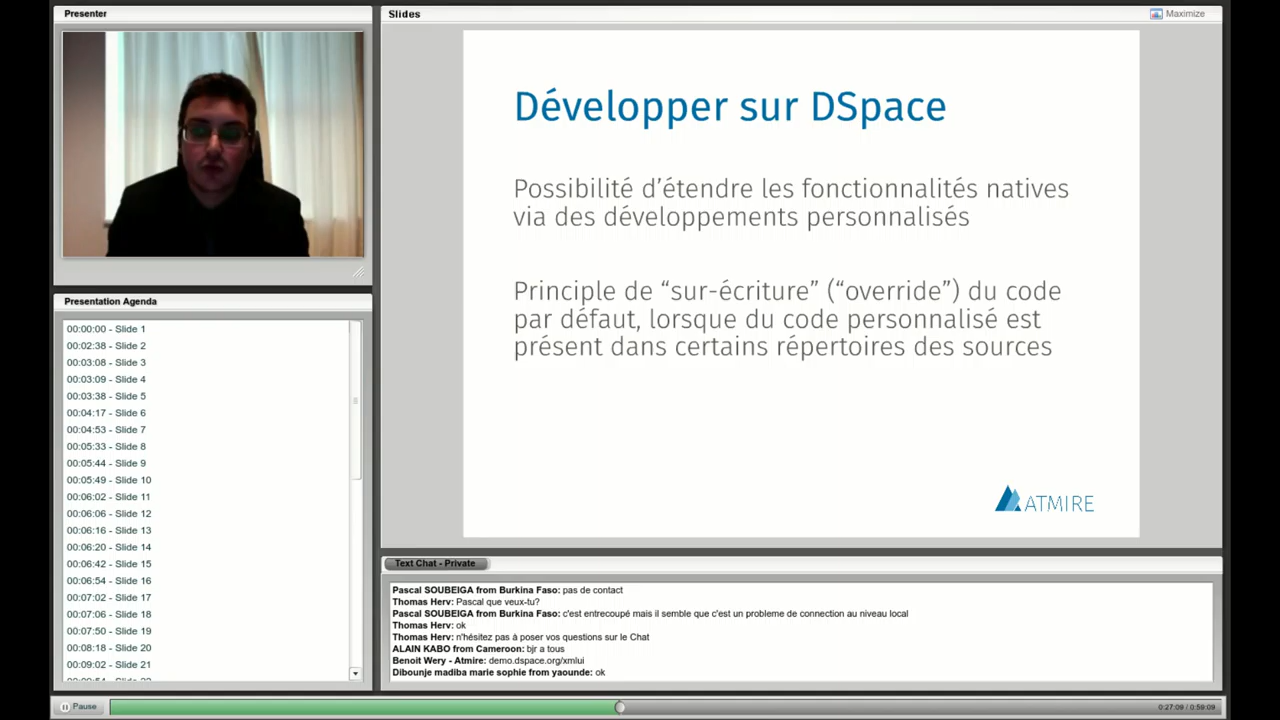 Presenter
Slides
Maximize
Développer sur DSpace
Possibilité d’étendre les fonctionnalités natives
via des développements personnalisés
Principle de “sur-écriture” (“override”) du code
par défaut, lorsque du code personnalisé est
présent dans certains répertoires des sources
ATMIRE
Presentation Agenda
00:00:00 - Slide 1
00:02:38 - Slide 2
00:03:08 - Slide 3
00:03:09 - Slide 4
00:03:38 - Slide 5
00:04:17 - Slide 6
00:04:53 - Slide 7
00:05:33 - Slide 8
00:05:44 - Slide 9
00:05:49 - Slide 10
00:06:02 - Slide 11
00:06:06 - Slide 12
00:06:16 - Slide 13
00:06:20 - Slide 14
00:06:42 - Slide 15
00:06:54 - Slide 16
00:07:02 - Slide 17
00:07:06 - Slide 18
00:07:50 - Slide 19
00:08:18 - Slide 20
00:09:02 - Slide 21
Text Chat - Private
Pascal SOUBEIGA from Burkina Faso: pas de contact
Thomas Herv: Pascal que veux-tu?
Pascal SOUBEIGA from Burkina Faso: c'est entrecoupé mais il semble que c'est un probleme de connection au niveau local
Thomas Herv: ok
Thomas Herv: n'hésitez pas à poser vos questions sur le Chat
ALAIN KABO from Cameroon: bjr a tous
Benoit Wery - Atmire: demo.dspace.org/xmlui
Dibounje madiba marie sophie from yaounde: ok
Pause
0:27:09 / 0:59:09